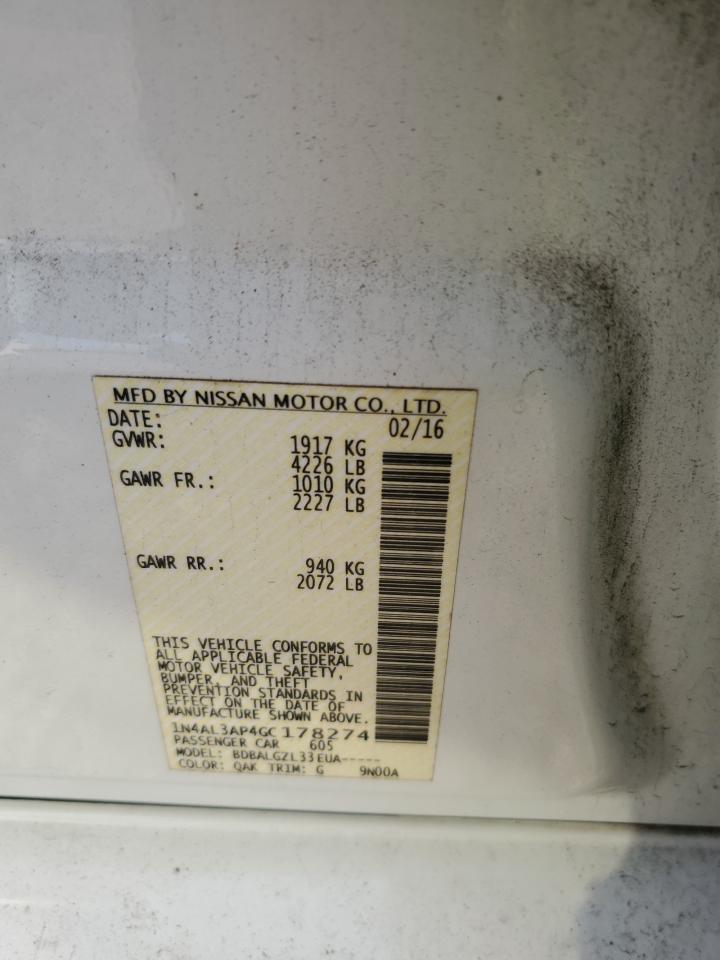 MFD BY NISSAN MOTOR CO., LTD.
DATE: 02/16
GVWR: 1917 KG
4226 LB
GAWR FR.: 1010 KG
2227 LB
GAWR RR.: 940 KG
2072 LB
THIS VEHICLE CONFORMS TO
ALL APPLICABLE FEDERAL
MOTOR VEHICLE SAFETY,
BUMPER, AND THEFT
PREVENTION STANDARDS IN
EFFECT ON THE DATE OF
MANUFACTURE SHOWN ABOVE.
1N4AL3AP4GC178274
PASSENGER CAR 605
MODEL: BDBALGZL33EUA-----
COLOR: QAK TRIM: G 9N00A